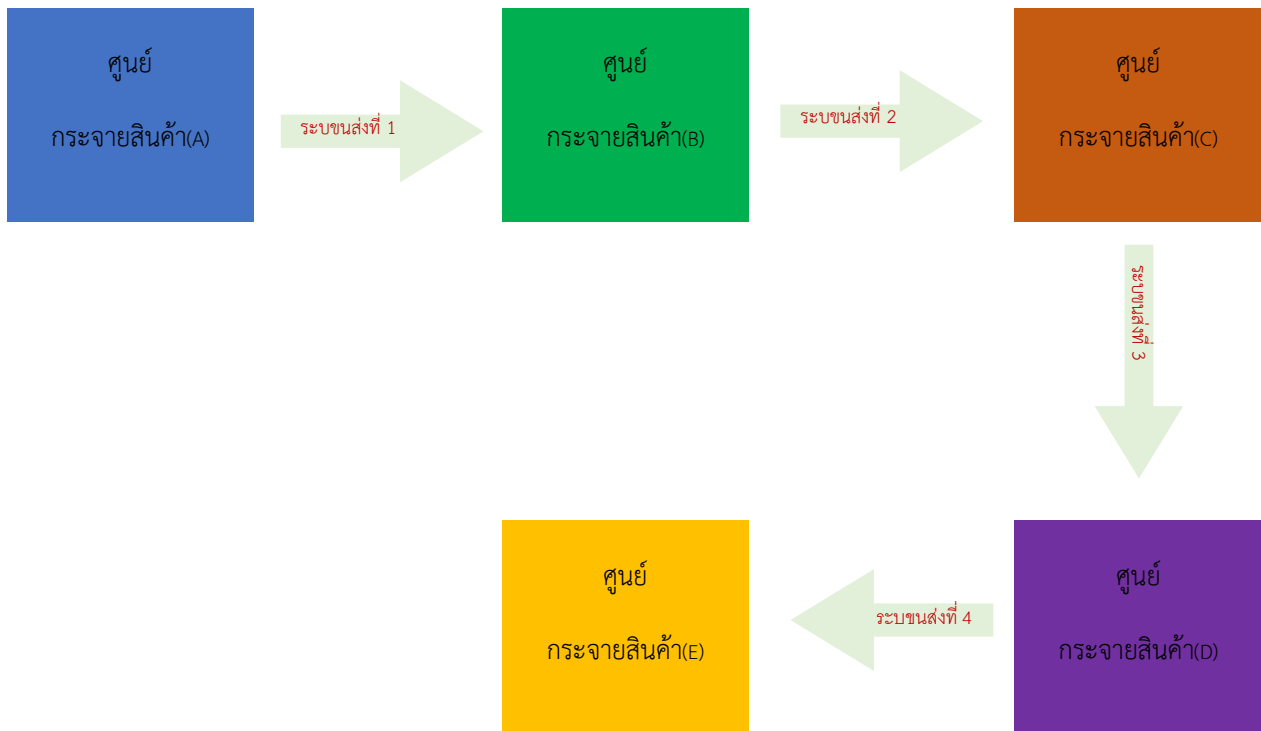 ศูนย์
กระจายสินค้า(A)
ระบขนส่งที่ 1
ศูนย์
กระจายสินค้า(B)
ระบขนส่งที่ 2
ศูนย์
กระจายสินค้า(C)
ระบขนส่งที่ 3
ศูนย์
กระจายสินค้า(D)
ระบขนส่งที่ 4
ศูนย์
กระจายสินค้า(E)